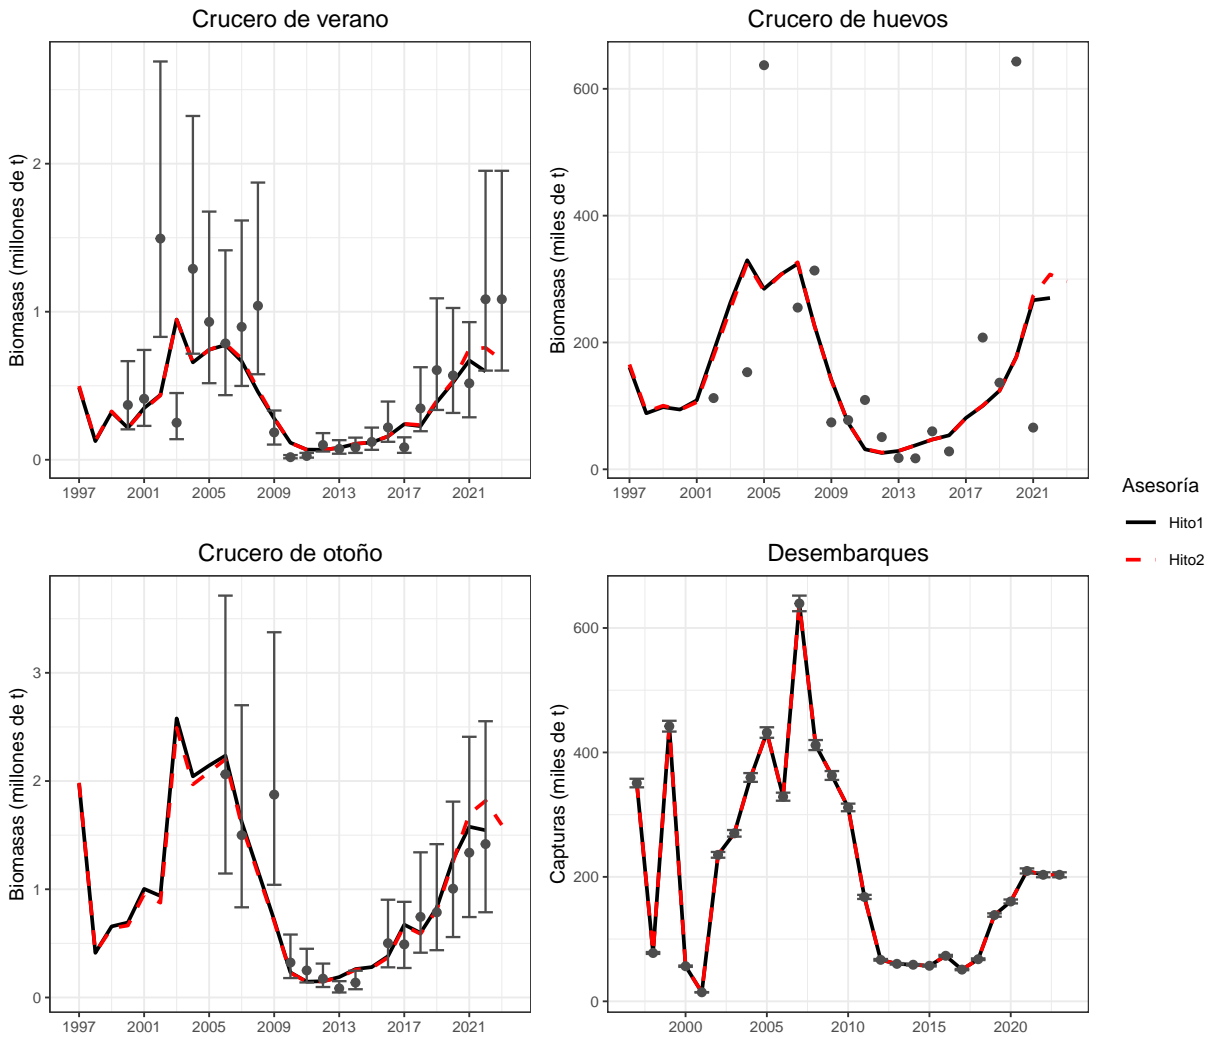 Crucero de verano
Biomasas (millones de t)
2
1
0
1997 2001 2005 2009 2013 2017 2021
Crucero de huevos
Biomasas (miles de t)
600
400
200
0
1997 2001 2005 2009 2013 2017 2021
Crucero de otoño
Biomasas (millones de t)
3
2
1
0
1997 2001 2005 2009 2013 2017 2021
Desembarques
Capturas (miles de t)
600
400
200
0
2000 2005 2010 2015 2020
Asesoría
Hito1
Hito2